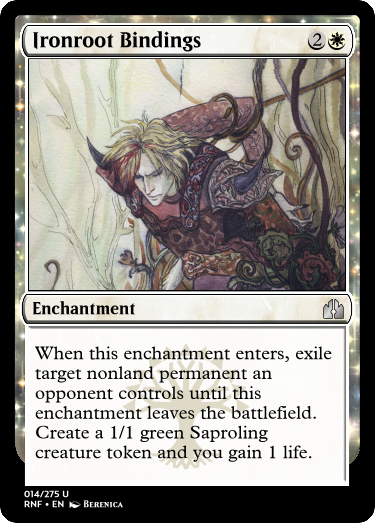 Ironroot Bindings 2
Enchantment
When this enchantment enters, exile
target nonland permanent an
opponent controls until this
enchantment leaves the battlefield.
Create a 1/1 green Saproling
creature token and you gain 1 life.
014/275 U
RNF • EN Berenica